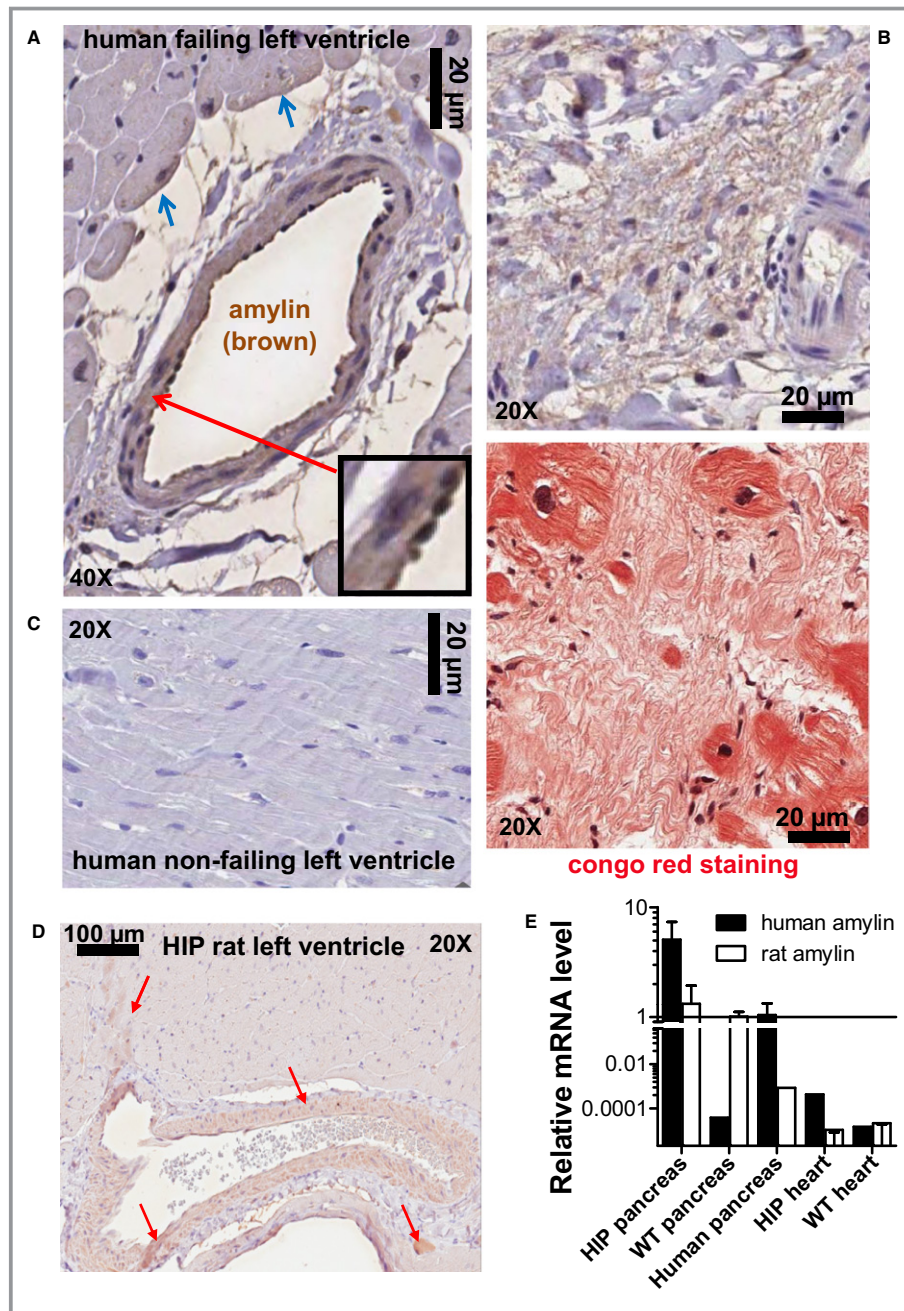 A
human failing left ventricle
20 µm
amylin
(brown)
40X
B
20X
20 µm
20X
20 µm
congo red staining
C
20X
20 µm
human non-failing left ventricle
D
100 µm
HIP rat left ventricle
20X
E
Relative mRNA level
10
1
0.01
0.0001
human amylin
rat amylin
HIP pancreas
WT pancreas
Human pancreas
HIP heart
WT heart